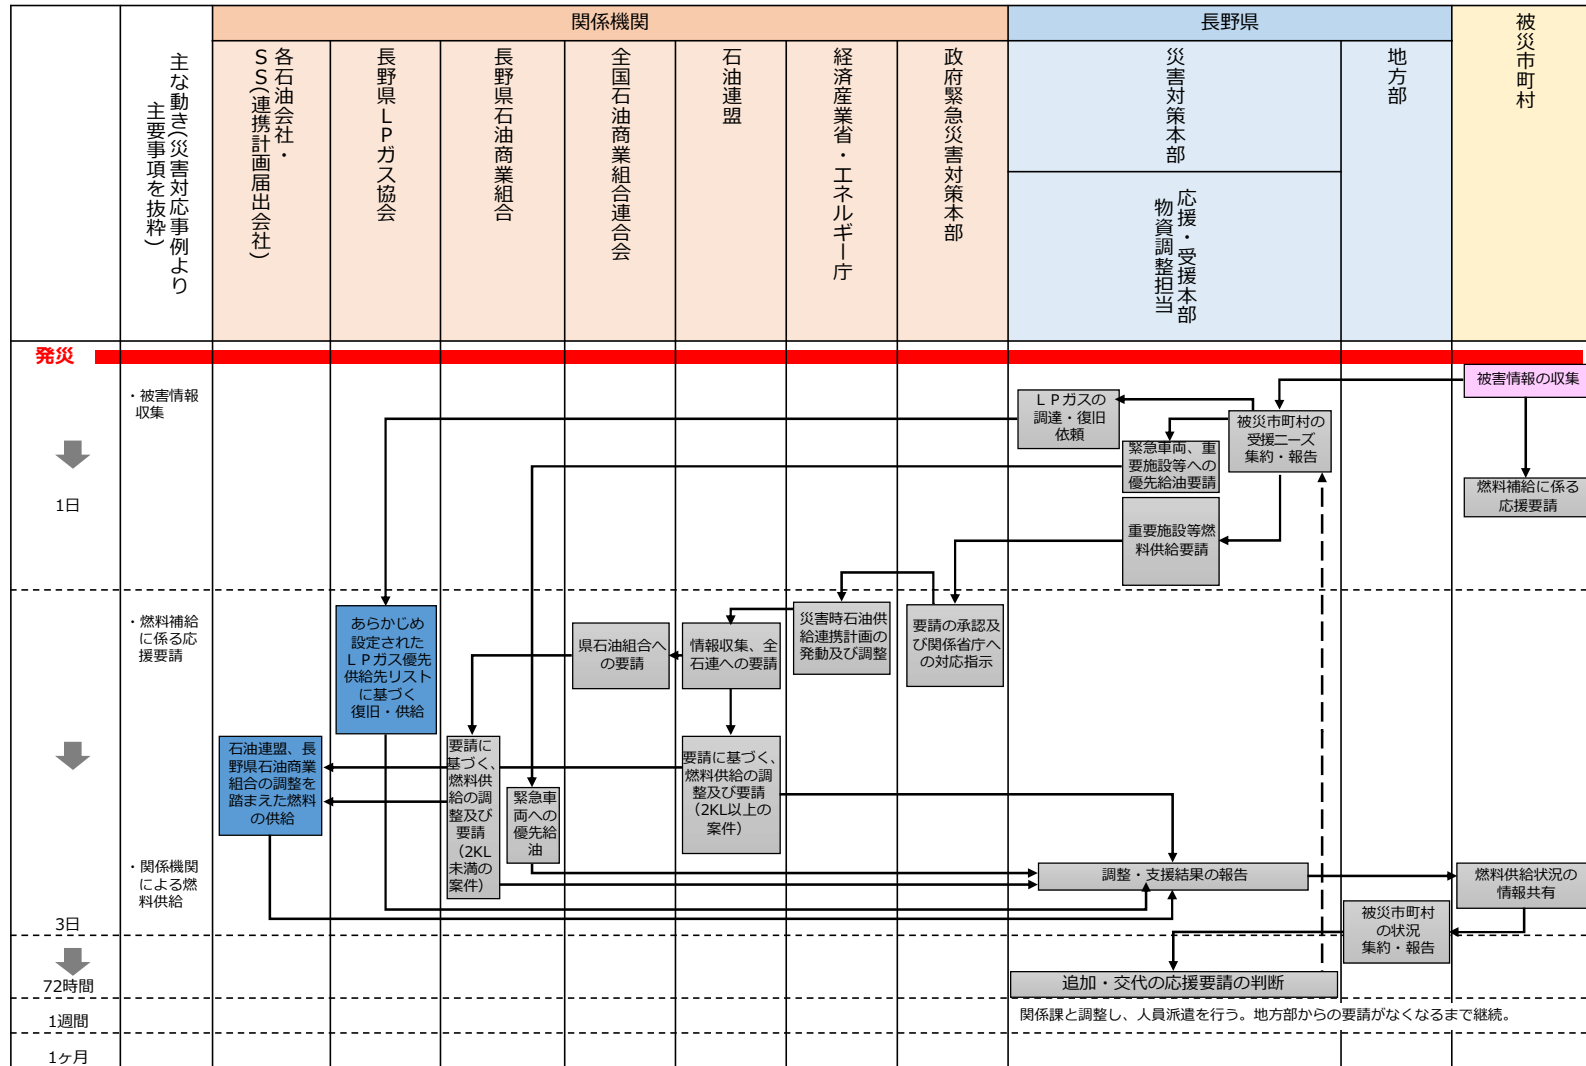 関係機関
長野県
被災市町村
主な動き(災害対応事例より
主要事項を抜粋)
各石油会社・
ＳＳ(連携計画届出会社)
長野県ＬＰガス協会
長野県石油商業組合
全国石油商業組合連合会
石油連盟
経済産業省・エネルギー庁
政府緊急災害対策本部
災害対策本部
地方部
応援・受援本部
物資調整担当
発災
・被害情報
収集
1日
被害情報の収集
ＬＰガスの
調達・復旧
依頼
被災市町村の
受援ニーズ
集約・報告
緊急車両、重
要施設等への
優先給油要請
燃料補給に係る
応援要請
重要施設等燃
料供給要請
・燃料補給
に係る応
援要請
あらかじめ
設定された
ＬＰガス優先
供給先リスト
に基づく
復旧・供給
県石油組合へ
の要請
情報収集、全
石連への要請
災害時石油供
給連携計画の
発動及び調整
要請の承認及
び関係省庁へ
の対応指示
石油連盟、長
野県石油商業
組合の調整を
踏まえた燃料
の供給
要請に
基づく、
燃料供
給の調
整及び
要請
（2KL
未満の
案件）
緊急車
両への
優先給
油
要請に基づく、
燃料供給の調
整及び要請
（2KL以上の
案件）
・関係機関
による燃
料供給
調整・支援結果の報告
燃料供給状況の
情報共有
3日
被災市町村
の状況
集約・報告
72時間
追加・交代の応援要請の判断
1週間
関係課と調整し、人員派遣を行う。地方部からの要請がなくなるまで継続。
1ヶ月